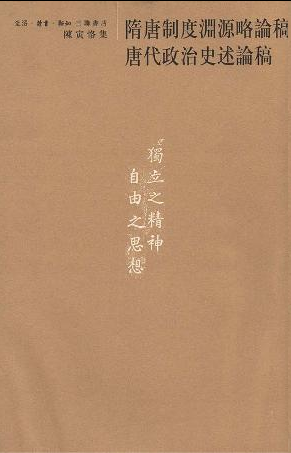 生活·讀書·新知 三聯書店
陳寅恪集
隋唐制度淵源略論稿
唐代政治史述論稿
獨立之精神
自由之思想